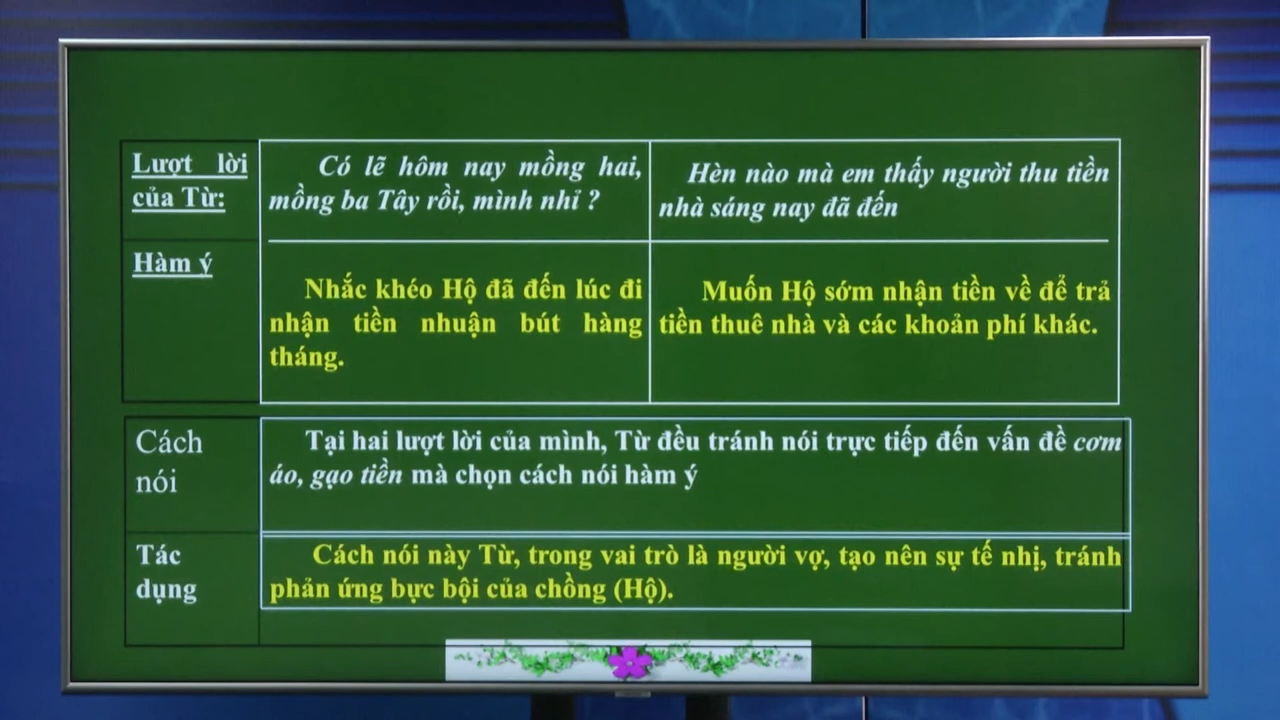 Lượt lời của Từ:
Có lẽ hôm nay mồng hai,
mồng ba Tây rồi, mình nhỉ ?
Hèn nào mà em thấy người thu tiền
nhà sáng nay đã đến
Hàm ý
Nhắc khéo Hộ đã đến lúc đi
nhận tiền nhuận bút hàng
tháng.
Muốn Hộ sớm nhận tiền về để trả
tiền thuê nhà và các khoản phí khác.
Cách
nói
Tại hai lượt lời của mình, Từ đều tránh nói trực tiếp đến vấn đề cơm
áo, gạo tiền mà chọn cách nói hàm ý
Tác
dụng
Cách nói này Từ, trong vai trò là người vợ, tạo nên sự tế nhị, tránh
phản ứng bực bội của chồng (Hộ).